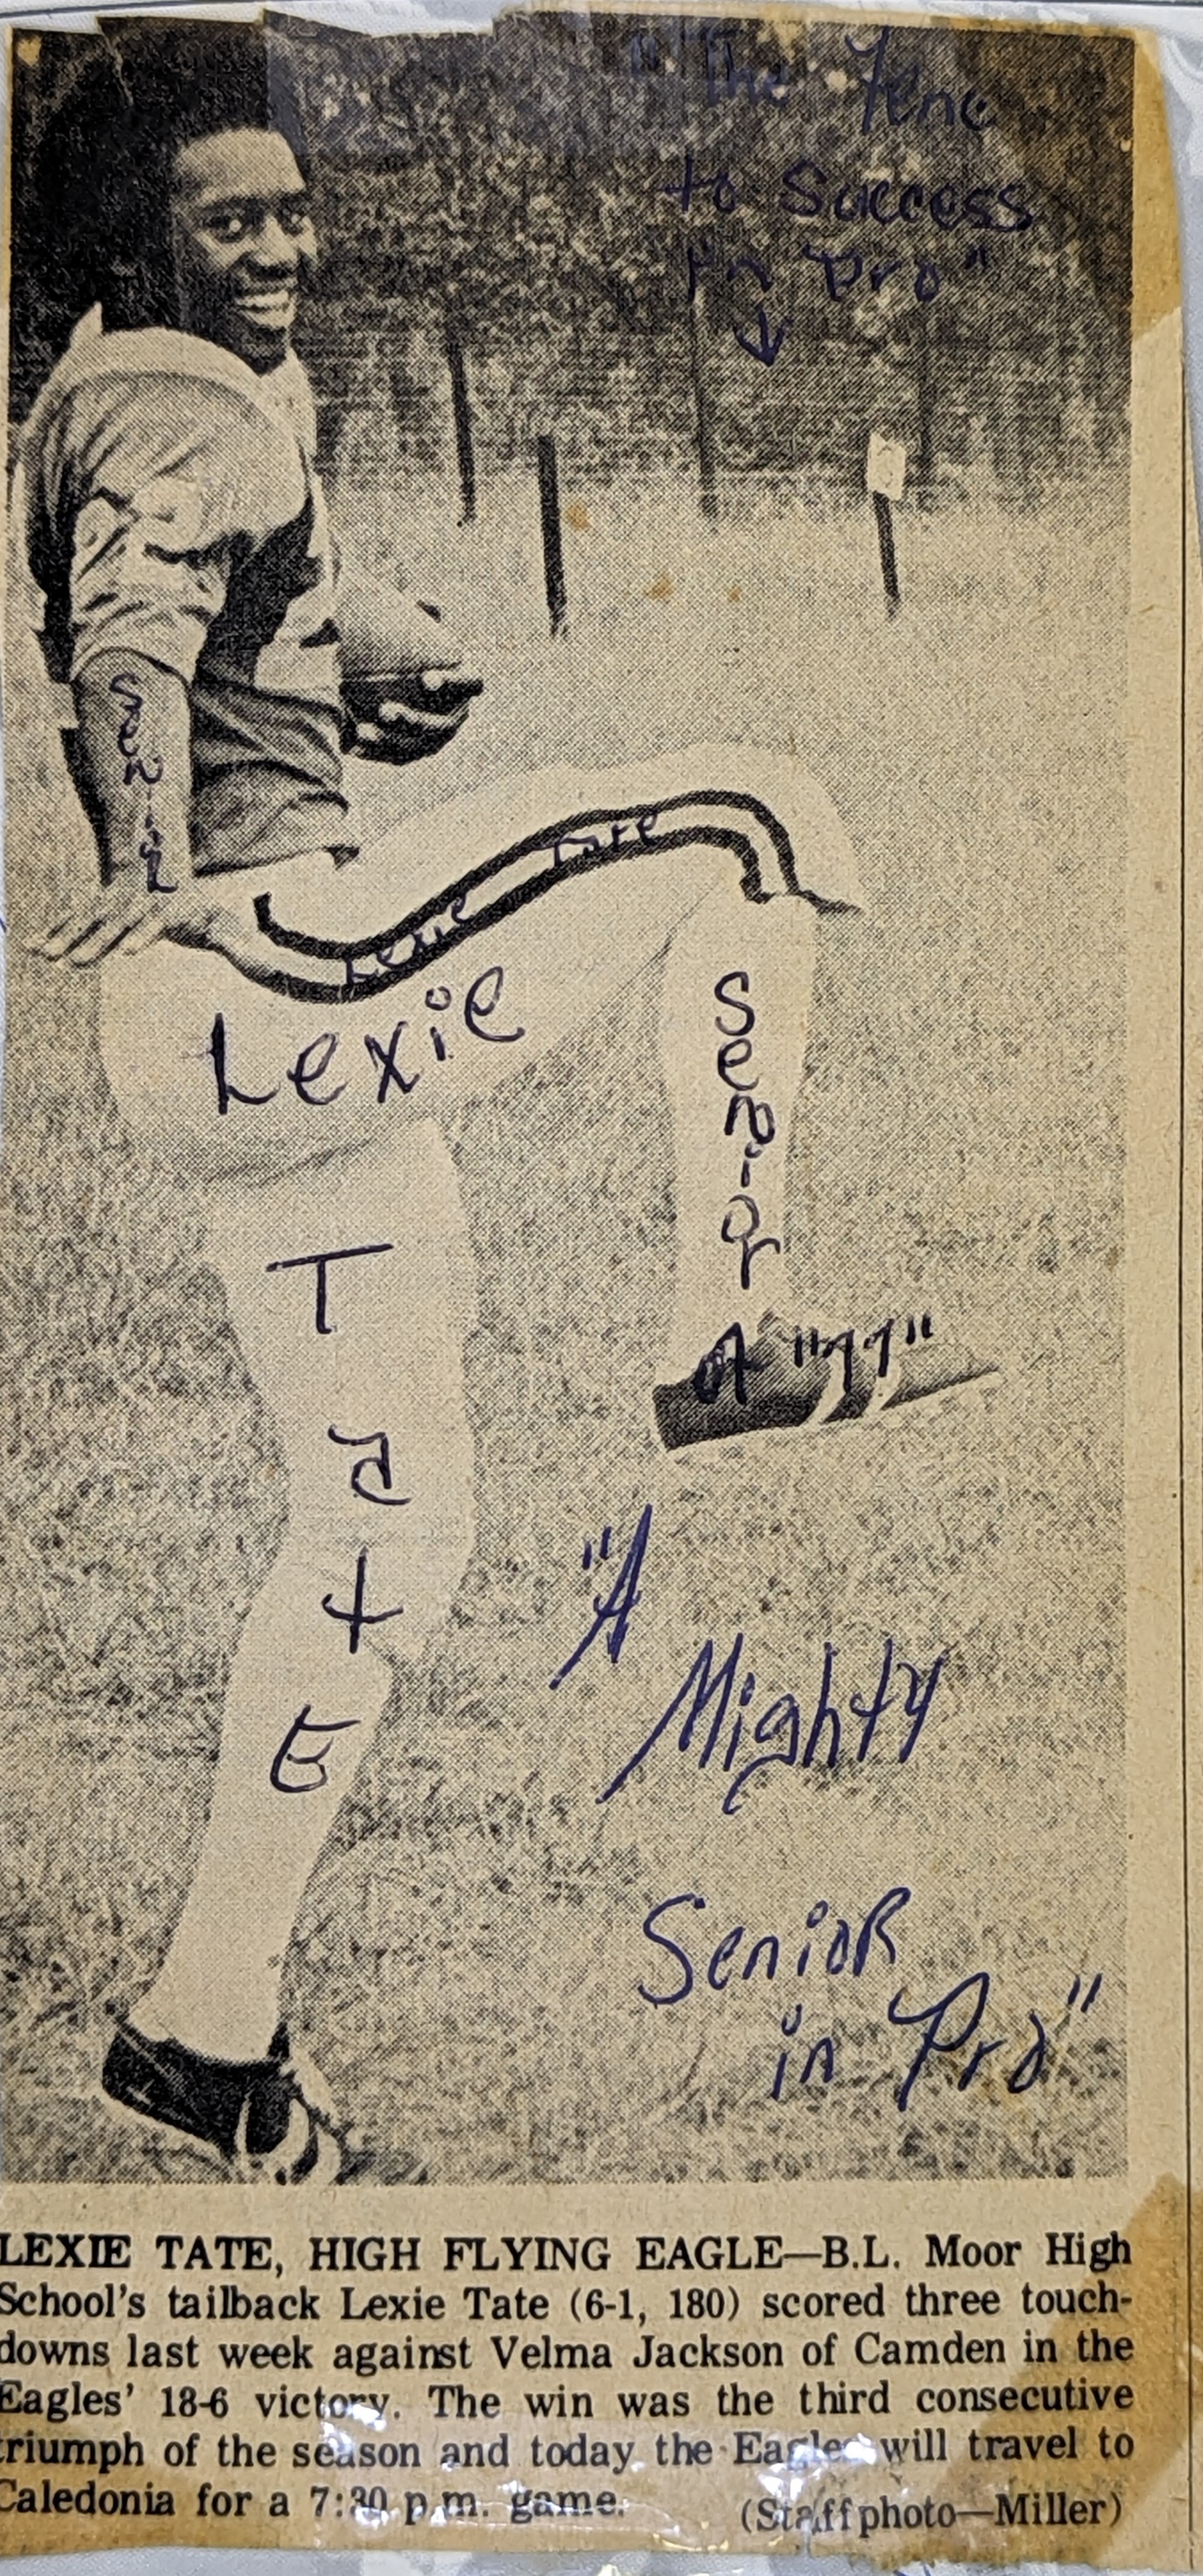 "The
to Success
in Pro"
Seni
Lexie Tate
Lexie
Tate
Senior
A "77"
"A
Mighty
Senior
in Pro"
LEXIE TATE, HIGH FLYING EAGLE—B.L. Moor High
School's tailback Lexie Tate (6-1, 180) scored three touch-
downs last week against Velma Jackson of Camden in the
Eagles' 18-6 victory. The win was the third consecutive
triumph of the season and today the Eagles will travel to
Caledonia for a 7:30 p.m. game.
(Staff photo—Miller)